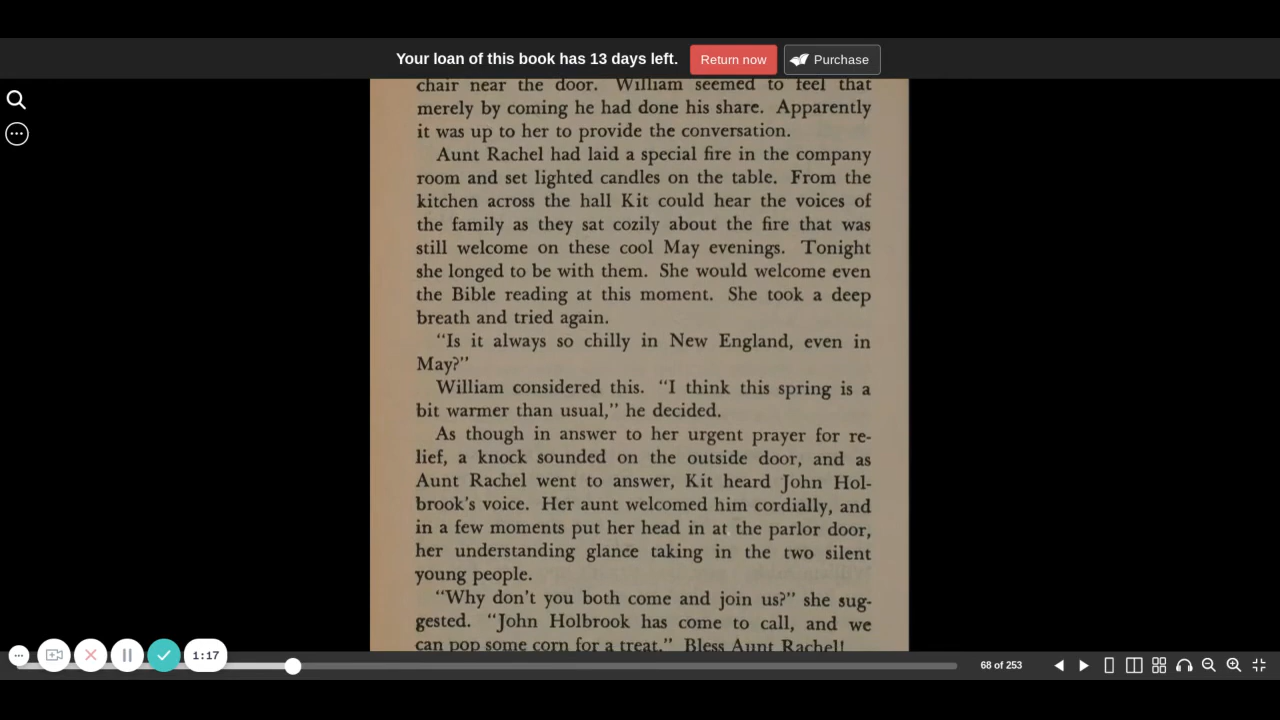 Your loan of this book has 13 days left. Return now Purchase
chair near the door. William seemed to feel that
merely by coming he had done his share. Apparently
it was up to her to provide the conversation.
Aunt Rachel had laid a special fire in the company
room and set lighted candles on the table. From the
kitchen across the hall Kit could hear the voices of
the family as they sat cozily about the fire that was
still welcome on these cool May evenings. Tonight
she longed to be with them. She would welcome even
the Bible reading at this moment. She took a deep
breath and tried again.
"Is it always so chilly in New England, even in
May?"
William considered this. "I think this spring is a
bit warmer than usual," he decided.
As though in answer to her urgent prayer for re-
lief, a knock sounded on the outside door, and as
Aunt Rachel went to answer, Kit heard John Hol-
brook's voice. Her aunt welcomed him cordially, and
in a few moments put her head in at the parlor door,
her understanding glance taking in the two silent
young people.
"Why don't you both come and join us?" she sug-
gested. "John Holbrook has come to call, and we
can pop some corn for a treat." Bless Aunt Rachel!
1:17
68 of 253